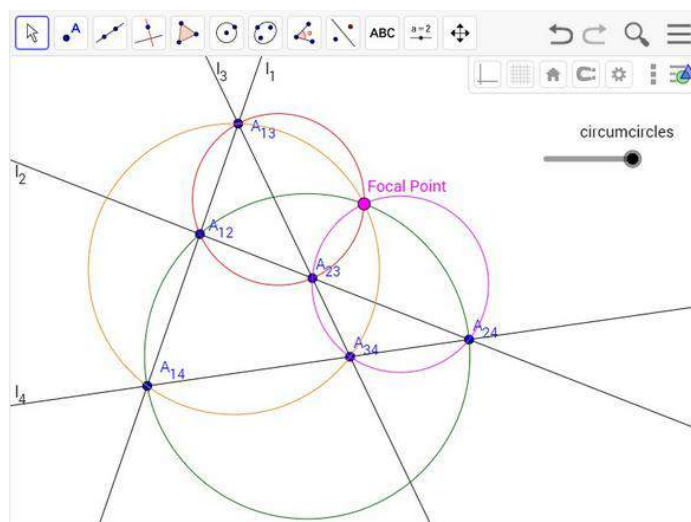 A ABC a = 2
l₃ l₁
A₁₃ circumcircles
l₂
Focal Point
A₁₂
A₂₃
A₂₄
A₃₄
A₁₄
l₄